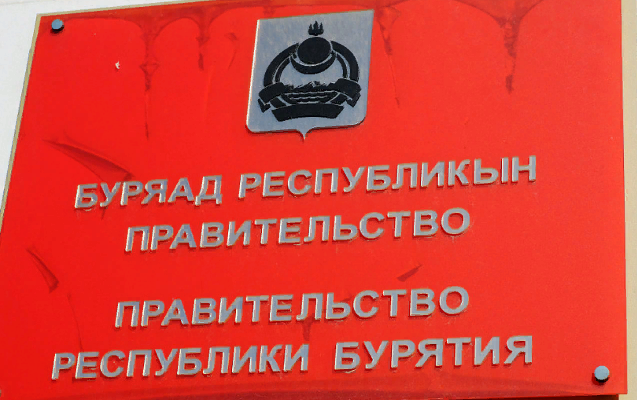 БУРЯАД РЕСПУБЛИКЫН
ПРАВИТЕЛЬСТВО
ПРАВИТЕЛЬСТВО
РЕСПУБЛИКИ БУРЯТИЯ